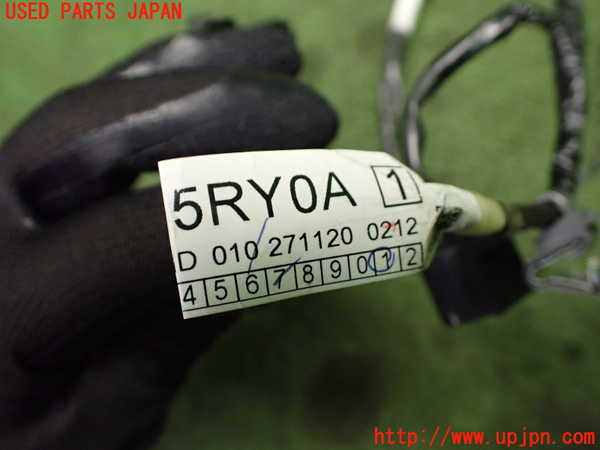 USED PARTS JAPAN
5RY0A 1
D 010 271120 0212
4 5 6 7 8 9 0 1 2
http://www.upjpn.com/